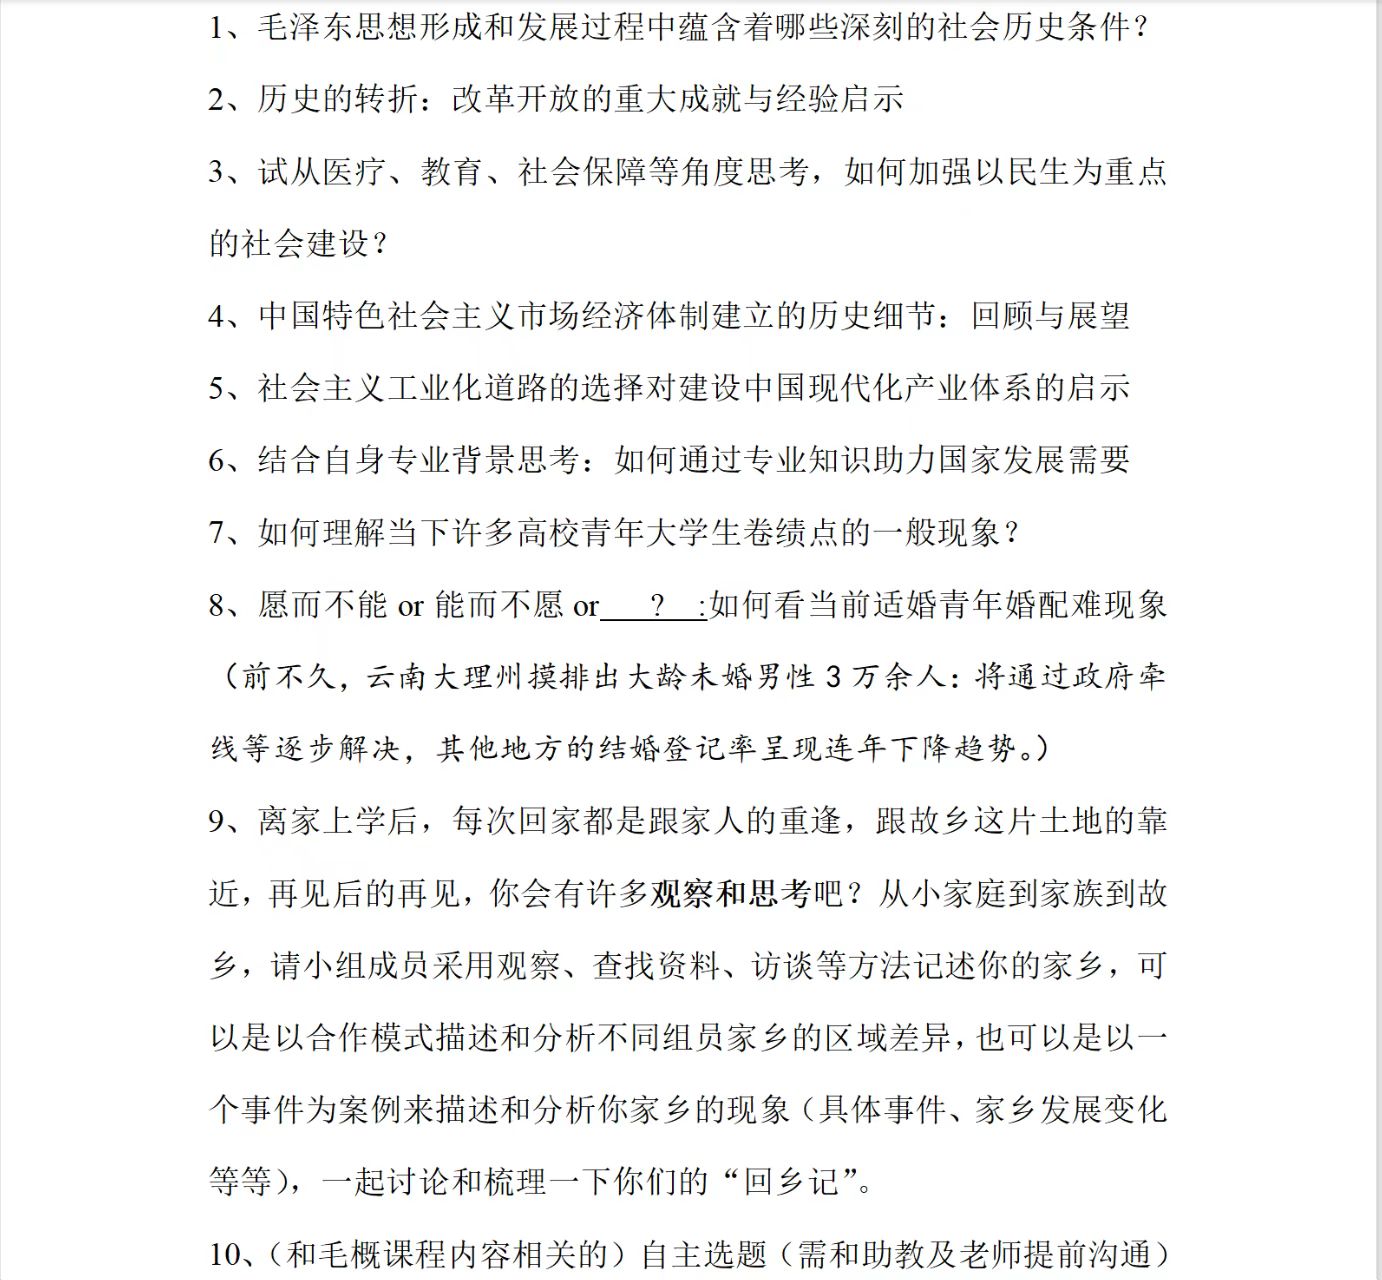 1、毛泽东思想形成和发展过程中蕴含着哪些深刻的社会历史条件？
2、历史的转折：改革开放的重大成就与经验启示
3、试从医疗、教育、社会保障等角度思考，如何加强以民生为重点
的社会建设？
4、中国特色社会主义市场经济体制建立的历史细节：回顾与展望
5、社会主义工业化道路的选择对建设中国现代化产业体系的启示
6、结合自身专业背景思考：如何通过专业知识助力国家发展需要
7、如何理解当下许多高校青年大学生卷绩点的一般现象？
8、愿而不能 or 能而不愿 or   ?   :如何看当前适婚青年婚配难现象
（前不久，云南大理州摸排出大龄未婚男性 3 万余人：将通过政府牵
线等逐步解决，其他地方的结婚登记率呈现连年下降趋势。）
9、离家上学后，每次回家都是跟家人的重逢，跟故乡这片土地的靠
近，再见后的再见，你会有许多观察和思考吧？从小家庭到家族到故
乡，请小组成员采用观察、查找资料、访谈等方法记述你的家乡，可
以是以合作模式描述和分析不同组员家乡的区域差异，也可以是以一
个事件为案例来描述和分析你家乡的现象（具体事件、家乡发展变化
等等），一起讨论和梳理一下你们的“回乡记”。
10、（和毛概课程内容相关的）自主选题（需和助教及老师提前沟通）